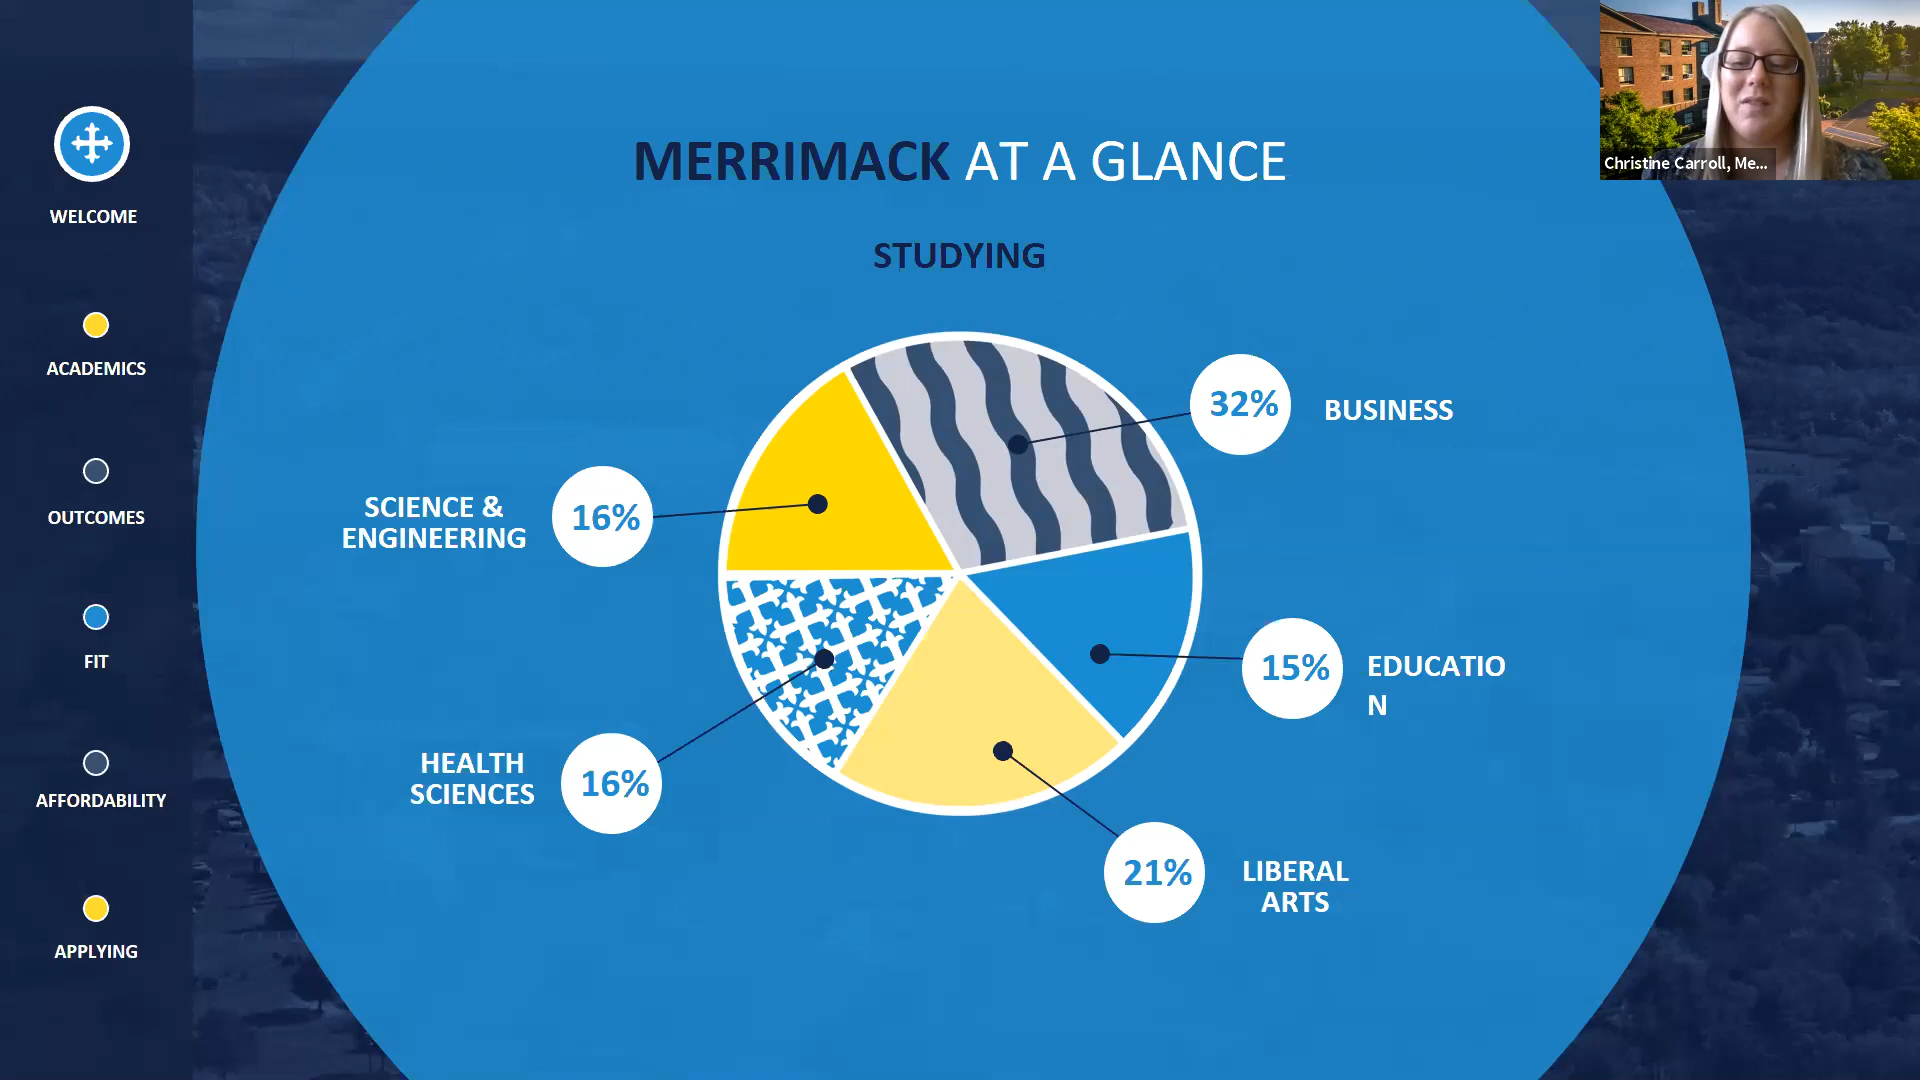 WELCOME
ACADEMICS
OUTCOMES
FIT
AFFORDABILITY
APPLYING
MERRIMACK AT A GLANCE
STUDYING
32%
BUSINESS
SCIENCE &
ENGINEERING
16%
15%
EDUCATIO
N
HEALTH
SCIENCES
16%
21%
LIBERAL
ARTS
Christine Carroll, Me...